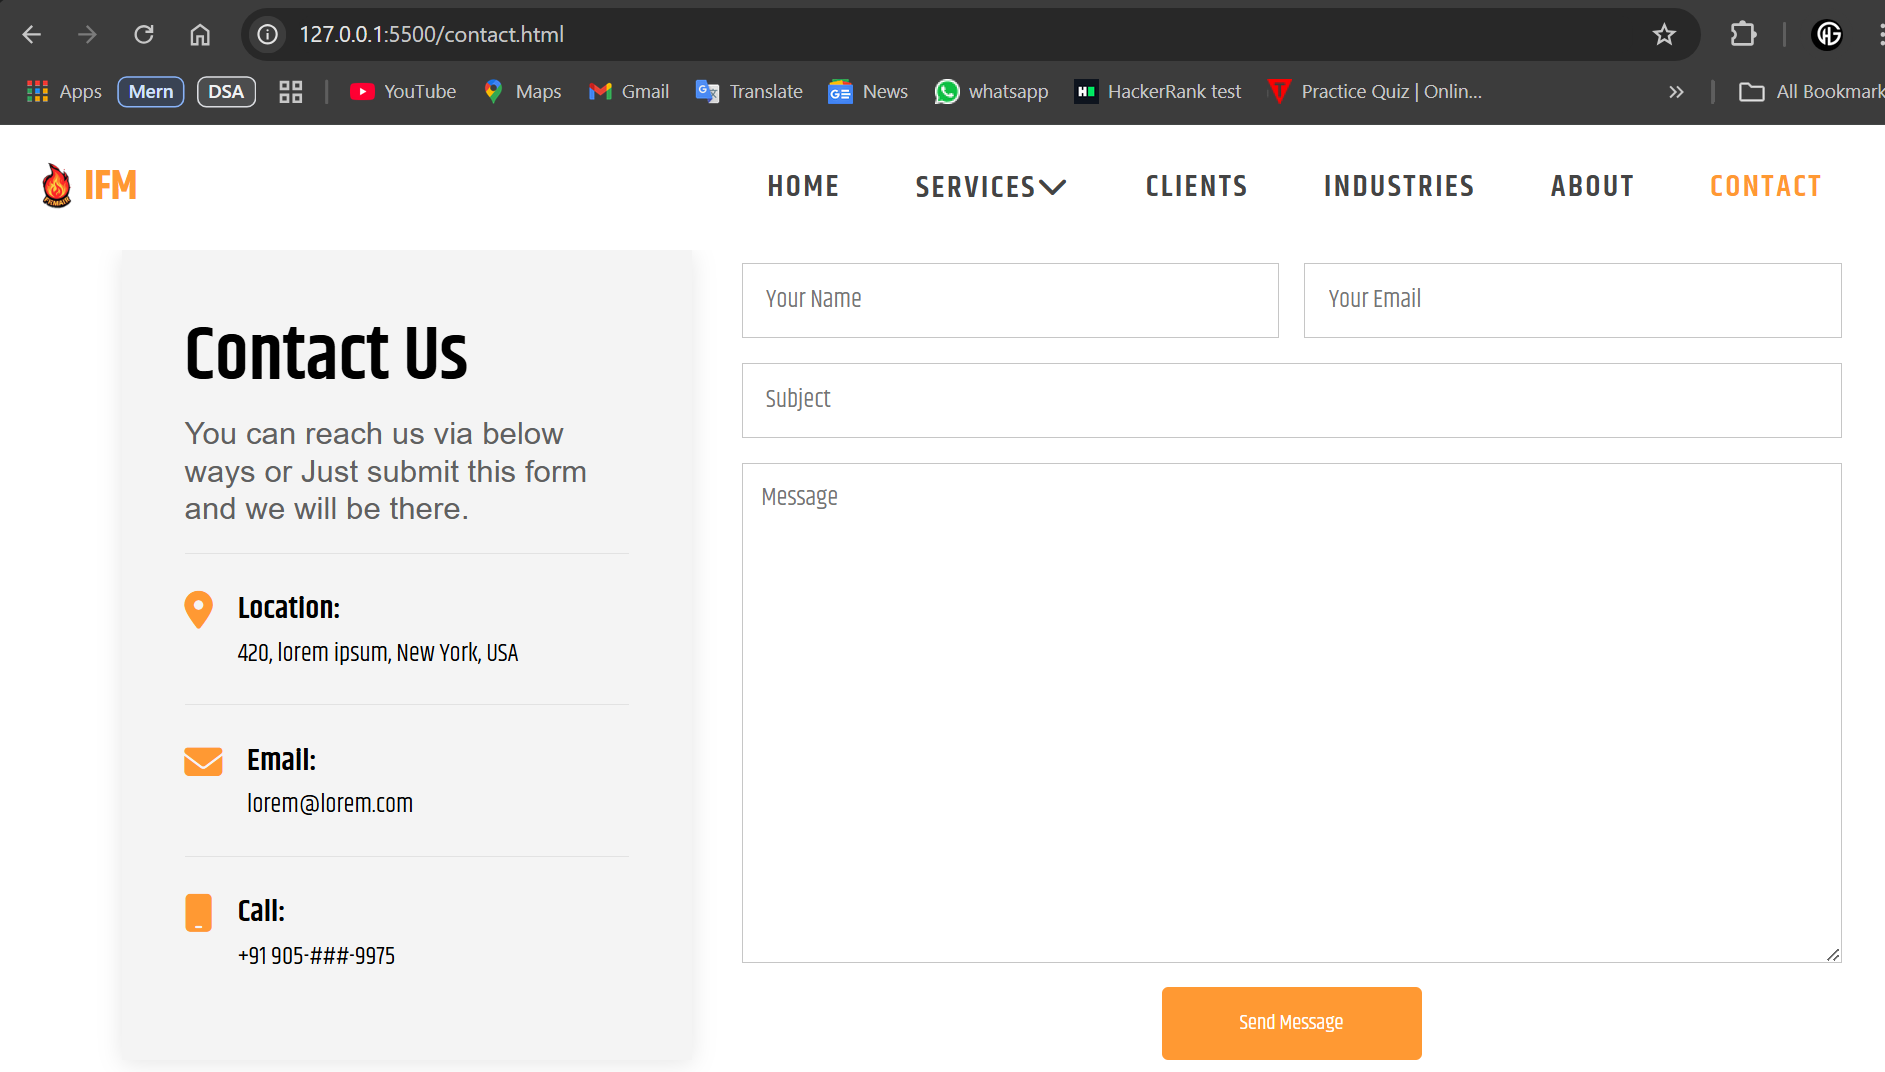 127.0.0.1:5500/contact.html
Apps Mern DSA YouTube Maps Gmail Translate News whatsapp HackerRank test Practice Quiz | Onlin... » All Bookmark
IFM HOME SERVICES CLIENTS INDUSTRIES ABOUT CONTACT
Contact Us
You can reach us via below
ways or Just submit this form
and we will be there.
Location:
420, lorem ipsum, New York, USA
Email:
lorem@lorem.com
Call:
+91 905-###-9975
Your Name Your Email
Subject
Message
Send Message